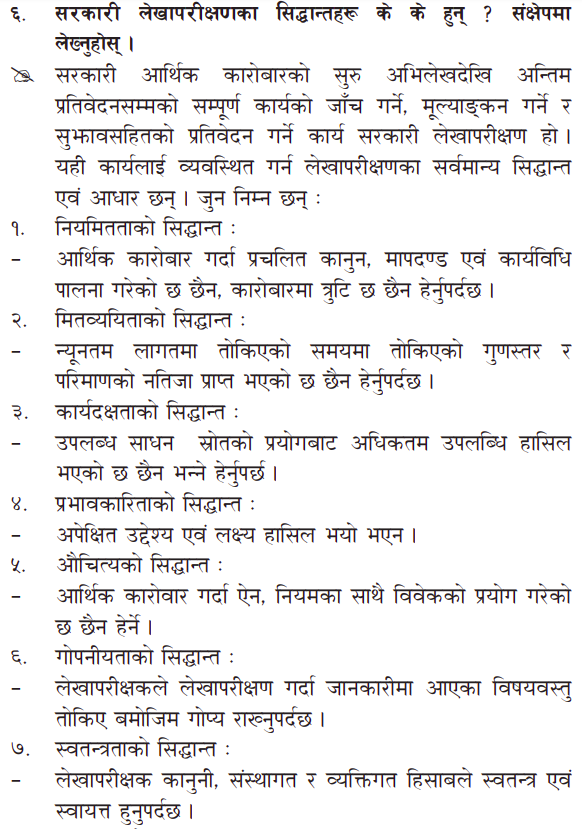 ६. सरकारी लेखापरीक्षणका सिद्धान्तहरू के के हुन् ? संक्षेपमा
लेख्नुहोस् ।
सरकारी आर्थिक कारोबारको सुरु अभिलेखदेखि अन्तिम
प्रतिवेदनसम्मको सम्पूर्ण कार्यको जाँच गर्ने, मूल्याङ्कन गर्ने र
सुझावसहितको प्रतिवेदन गर्ने कार्य सरकारी लेखापरीक्षण हो ।
यही कार्यलाई व्यवस्थित गर्न लेखापरीक्षणका सर्वमान्य सिद्धान्त
एवं आधार छन् । जुन निम्न छन् :
१. नियमितताको सिद्धान्त :
– आर्थिक कारोबार गर्दा प्रचलित कानुन, मापदण्ड एवं कार्यविधि
पालना गरेको छ छैन, कारोबारमा त्रुटि छ छैन हेर्नुपर्दछ ।
२. मितव्ययिताको सिद्धान्त :
– न्यूनतम लागतमा तोकिएको समयमा तोकिएको गुणस्तर र
परिमाणको नतिजा प्राप्त भएको छ छैन हेर्नुपर्दछ ।
३. कार्यदक्षताको सिद्धान्त :
– उपलब्ध साधन स्रोतको प्रयोगबाट अधिकतम उपलब्धि हासिल
भएको छ छैन भन्ने हेर्नुपर्छ ।
४. प्रभावकारिताको सिद्धान्त :
– अपेक्षित उद्देश्य एवं लक्ष्य हासिल भयो भएन ।
५. औचित्यको सिद्धान्त :
– आर्थिक कारोवार गर्दा ऐन, नियमका साथै विवेकको प्रयोग गरेको
छ छैन हेर्ने ।
६. गोपनीयताको सिद्धान्त :
– लेखापरीक्षकले लेखापरीक्षण गर्दा जानकारीमा आएका विषयवस्तु
तोकिए बमोजिम गोप्य राख्नुपर्दछ ।
७. स्वतन्त्रताको सिद्धान्त :
– लेखापरीक्षक कानुनी, संस्थागत र व्यक्तिगत हिसाबले स्वतन्त्र एवं
स्वायत्त हुनुपर्दछ ।